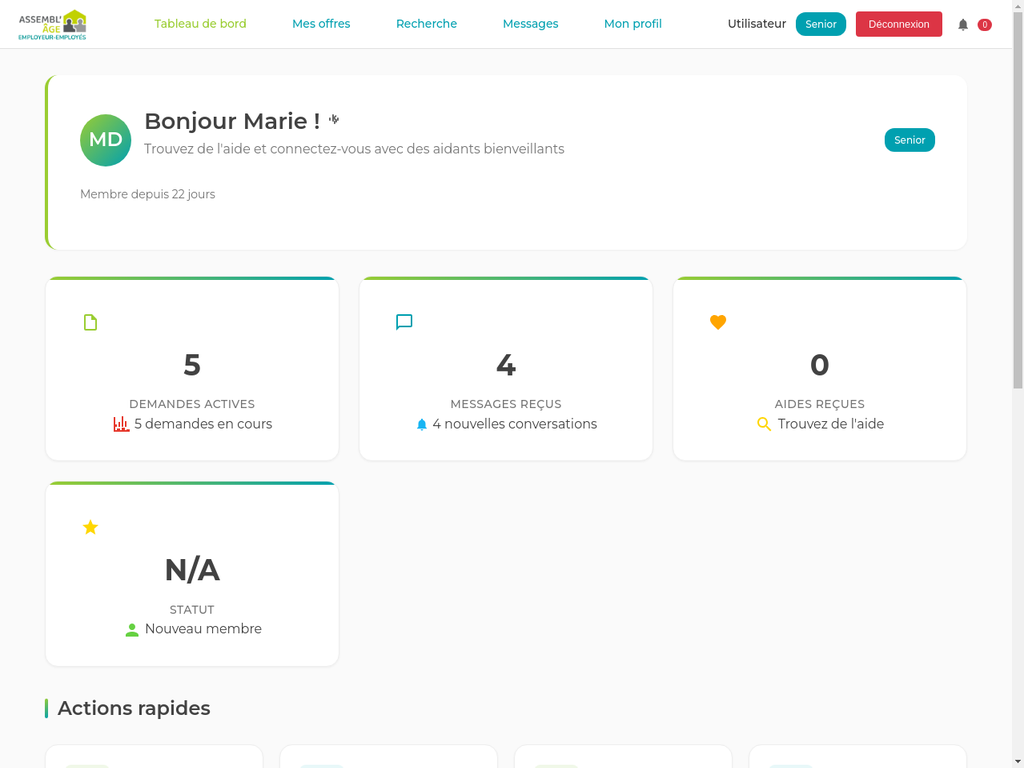 ASSEMBL'
ÂGE
EMPLOYEUR-EMPLOYÉS
Tableau de bord
Mes offres
Recherche
Messages
Mon profil
Utilisateur
Senior
Déconnexion
0
MD
Bonjour Marie !
Trouvez de l'aide et connectez-vous avec des aidants bienveillants
Senior
Membre depuis 22 jours
5
DEMANDES ACTIVES
5 demandes en cours
4
MESSAGES REÇUS
4 nouvelles conversations
0
AIDES REÇUES
Trouvez de l'aide
N/A
STATUT
Nouveau membre
Actions rapides